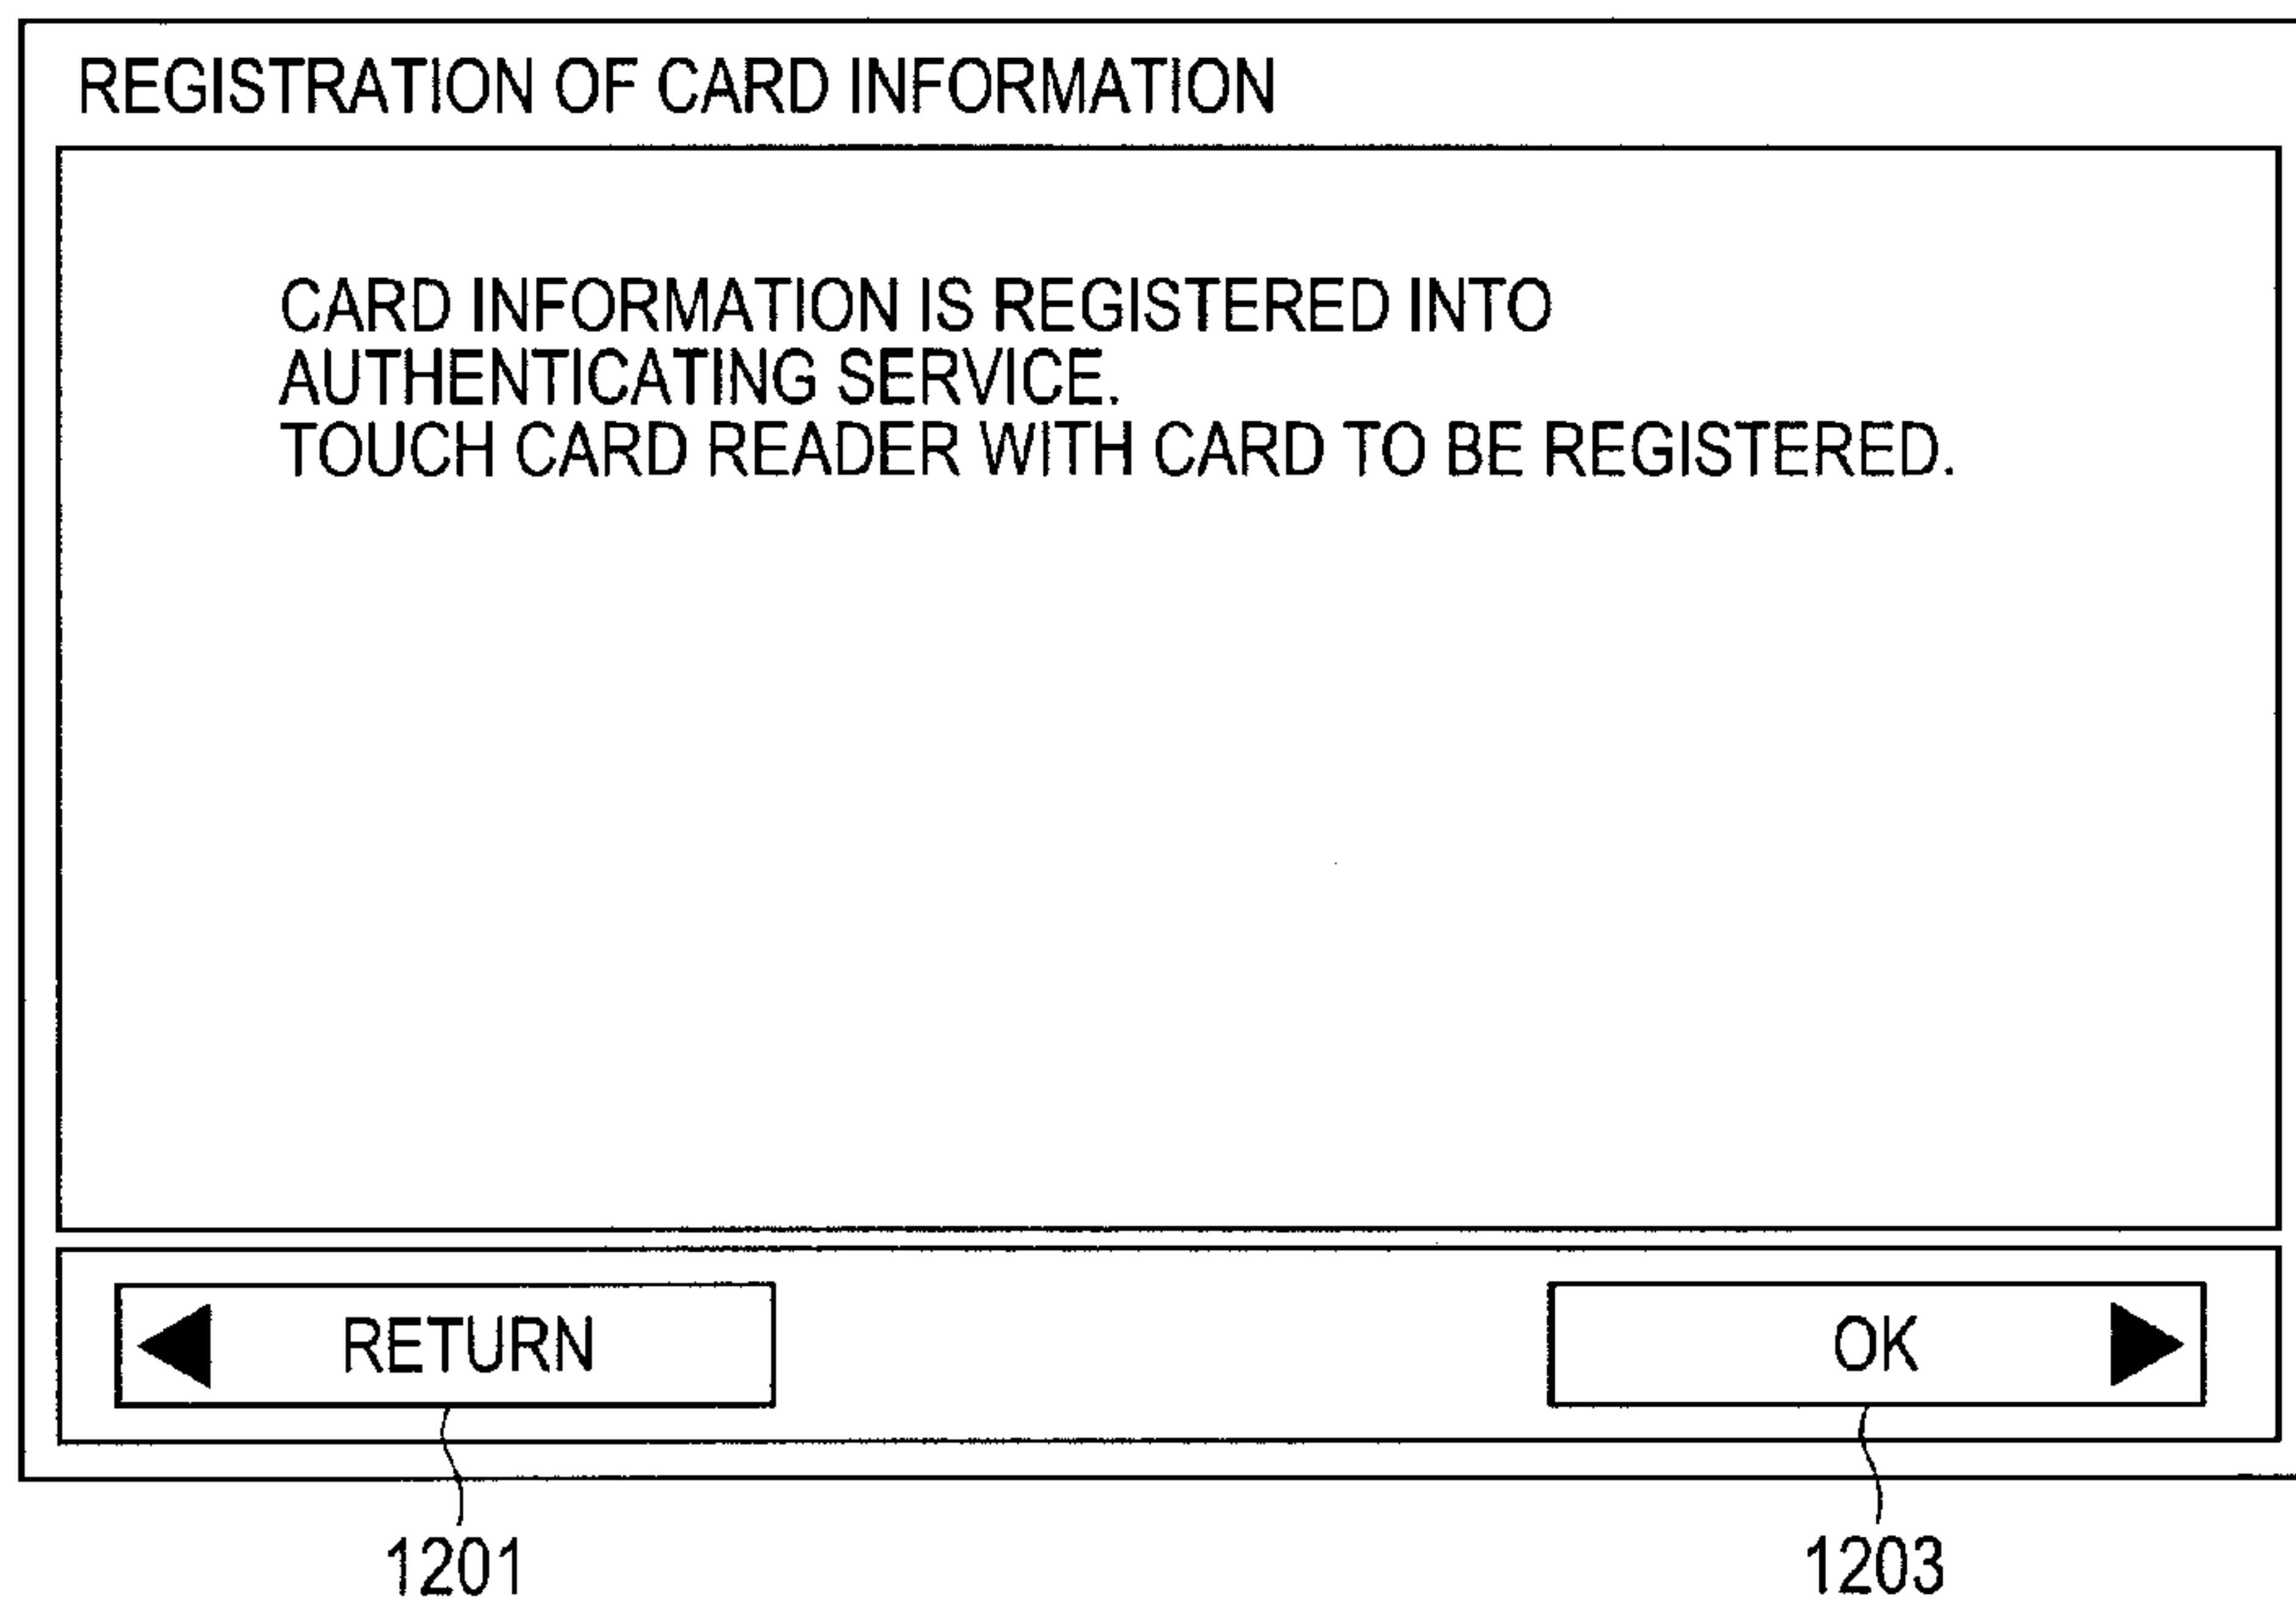 REGISTRATION OF CARD INFORMATION
CARD INFORMATION IS REGISTERED INTO
AUTHENTICATING SERVICE.
TOUCH CARD READER WITH CARD TO BE REGISTERED.
RETURN
OK
1201
1203